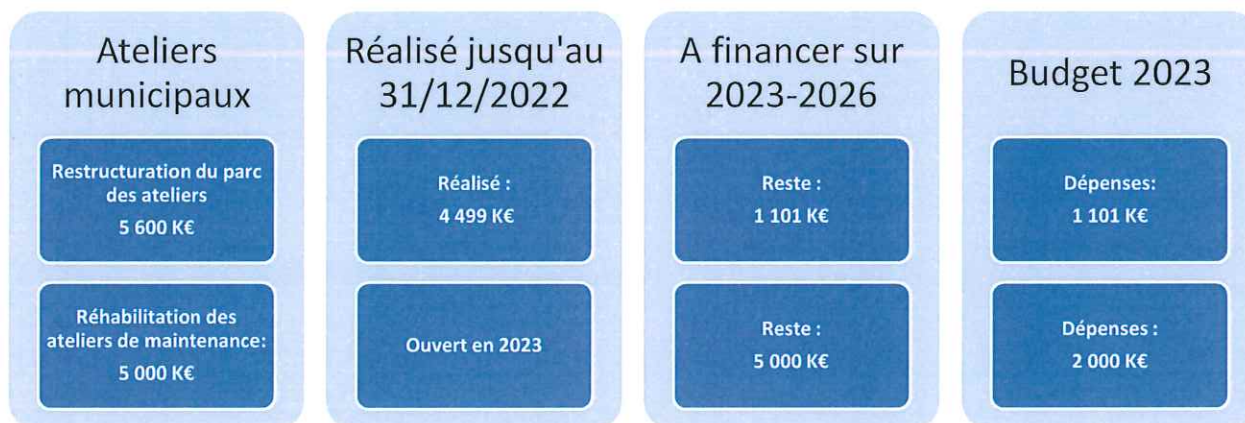 Ateliers
municipaux
Restructuration du parc
des ateliers
5 600 K€
Réhabilitation des
ateliers de maintenance:
5 000 K€
Réalisé jusqu'au
31/12/2022
Réalisé :
4 499 K€
Ouvert en 2023
A financer sur
2023-2026
Reste :
1 101 K€
Reste :
5 000 K€
Budget 2023
Dépenses:
1 101 K€
Dépenses :
2 000 K€